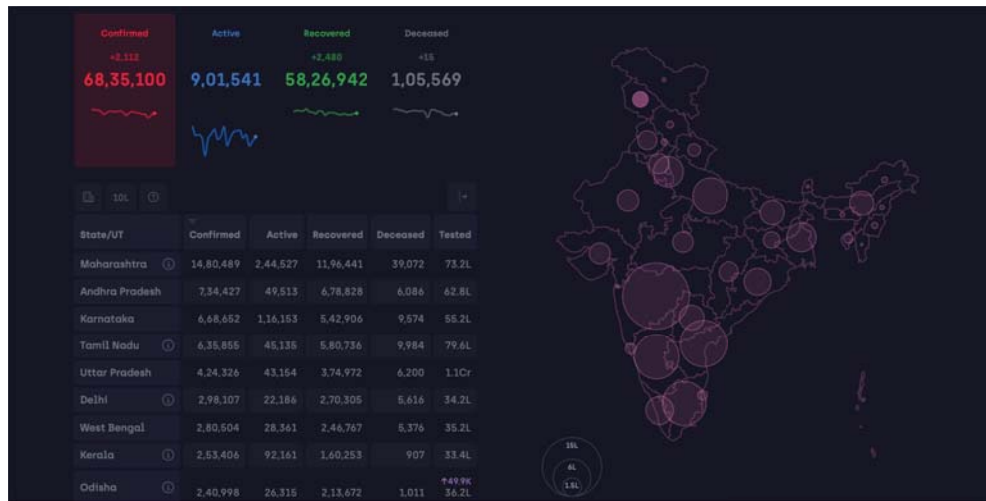 Confirmed Active Recovered Deceased
+2,112 +2,480 +15
68,35,100 9,01,541 58,26,942 1,05,569
10L
State/UT Confirmed Active Recovered Deceased Tested
Maharashtra 14,80,489 2,44,527 11,96,441 39,072 73.2L
Andhra Pradesh 7,34,427 49,513 6,78,828 6,086 62.8L
Karnataka 6,68,652 1,16,153 5,42,906 9,574 55.2L
Tamil Nadu 6,35,855 45,135 5,80,736 9,984 79.6L
Uttar Pradesh 4,24,326 43,154 3,74,972 6,200 1.1Cr
Delhi 2,98,107 22,186 2,70,305 5,616 34.2L
West Bengal 2,80,504 28,361 2,46,767 5,376 35.2L
Kerala 2,53,406 92,161 1,60,253 907 33.4L
↑49.9K
Odisha 2,40,998 26,315 2,13,672 1,011 36.2L
15L
6L
1.5L